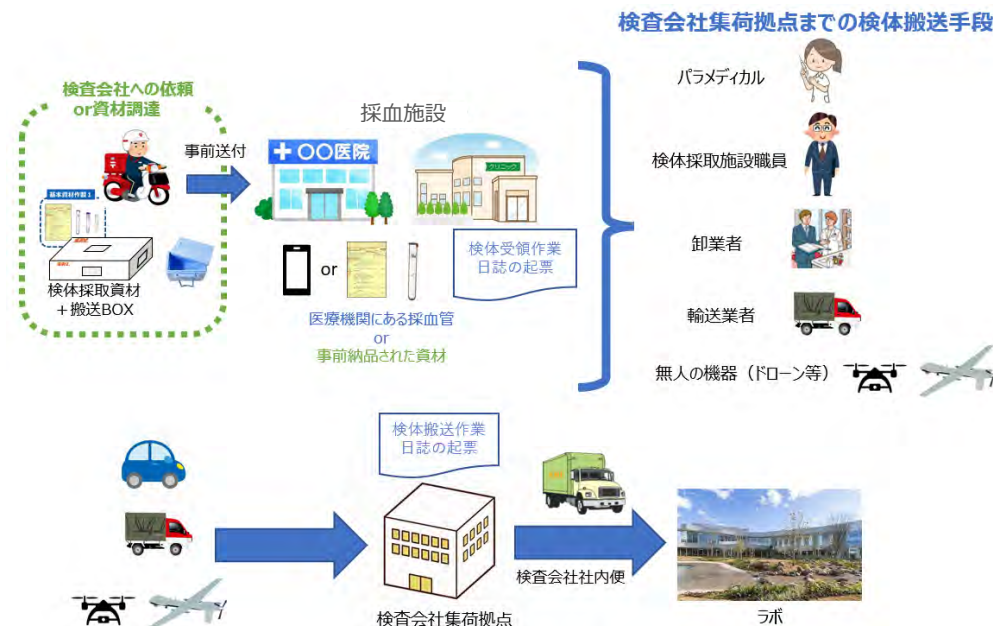 検査会社集荷拠点までの検体搬送手段
検査会社への依頼
or資材調達
事前送付
基本資材作割1
検体採取資材
+搬送BOX
採血施設
〇〇医院
クリニック
or
検体受領作業
日誌の起票
医療機関にある採血管
or
事前納品された資材
パラメディカル
検体採取施設職員
卸業者
輸送業者
無人の機器(ドローン等)
検体搬送作業
日誌の起票
検査会社集荷拠点
検査会社社内便
ラボ